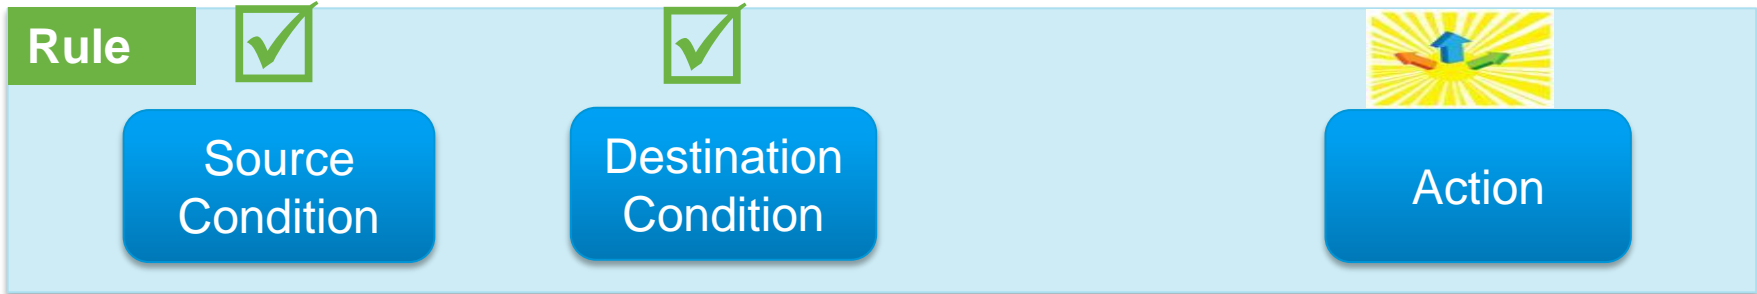 Rule
Source
Condition
Destination
Condition
Action